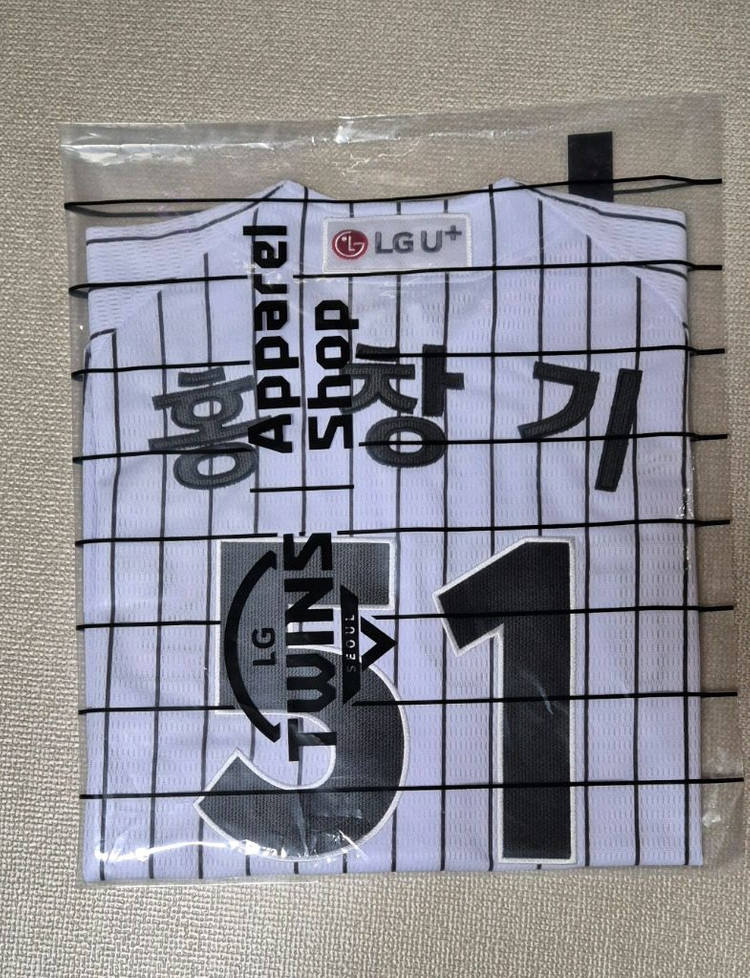 LG U+
홍창기
51
Apparel
Shop
LG
TWINS
SEOUL